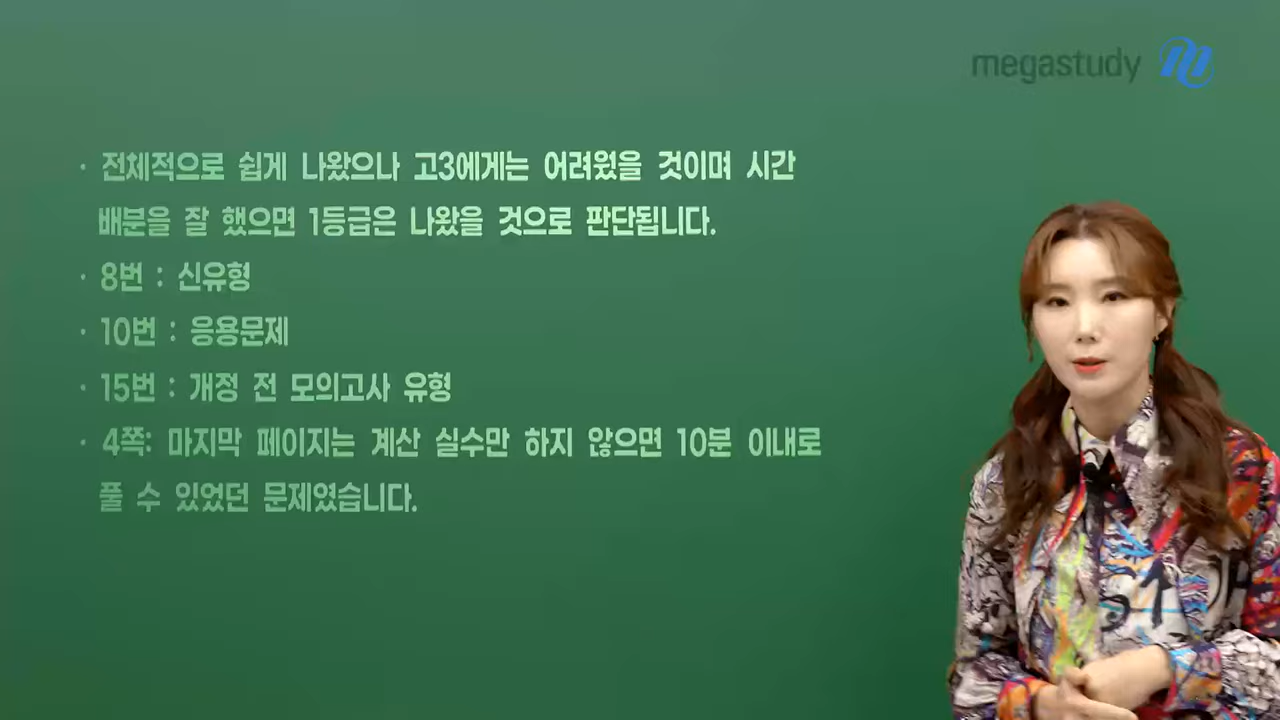 megastudy
· 전체적으로 쉽게 나왔으나 고3에게는 어려웠을 것이며 시간
배분을 잘 했으면 1등급은 나왔을 것으로 판단됩니다.
· 8번 : 신유형
· 10번 : 응용문제
· 15번 : 개정 전 모의고사 유형
· 4쪽: 마지막 페이지는 계산 실수만 하지 않으면 10분 이내로
풀 수 있었던 문제였습니다.